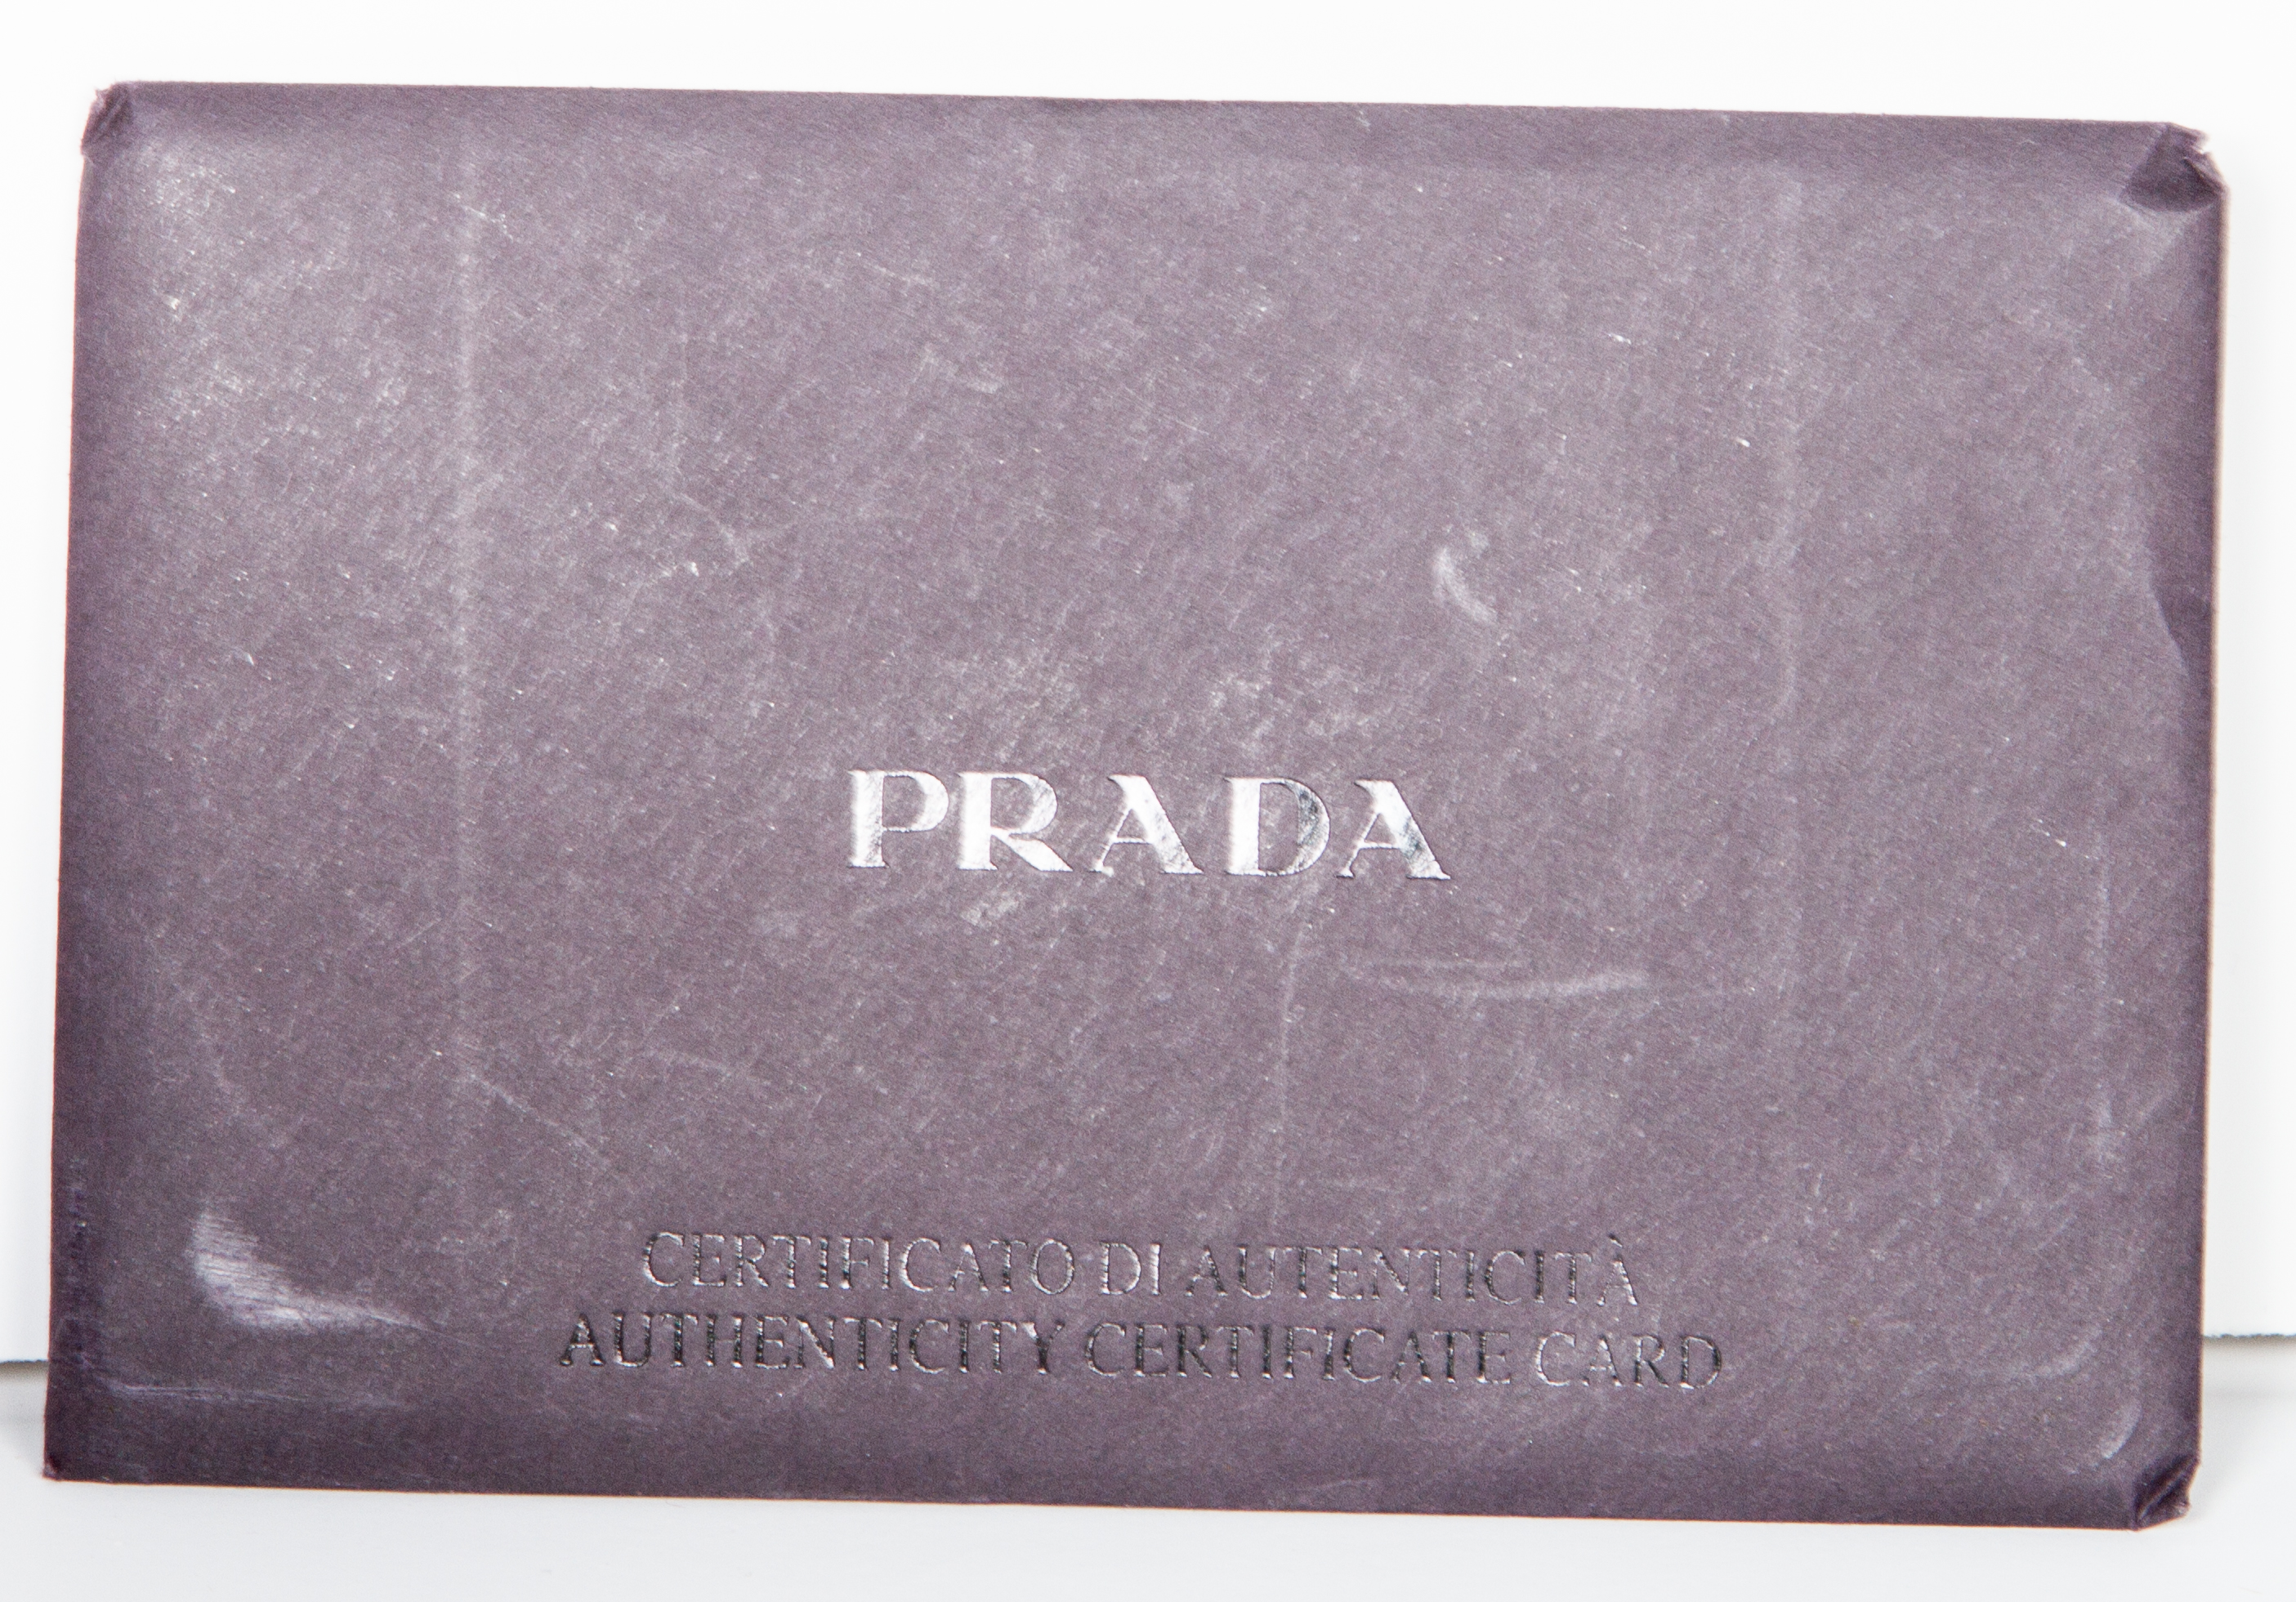 PRADA
CERTIFICATO DI AUTENTICITÀ
AUTHENTICITY CERTIFICATE CARD